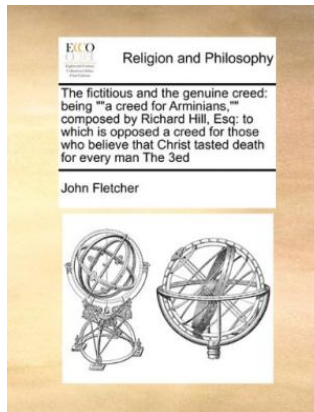 ECCO
Religion and Philosophy
The fictitious and the genuine creed:
being ""a creed for Arminians,""
composed by Richard Hill, Esq: to
which is opposed a creed for those
who believe that Christ tasted death
for every man The 3ed
John Fletcher